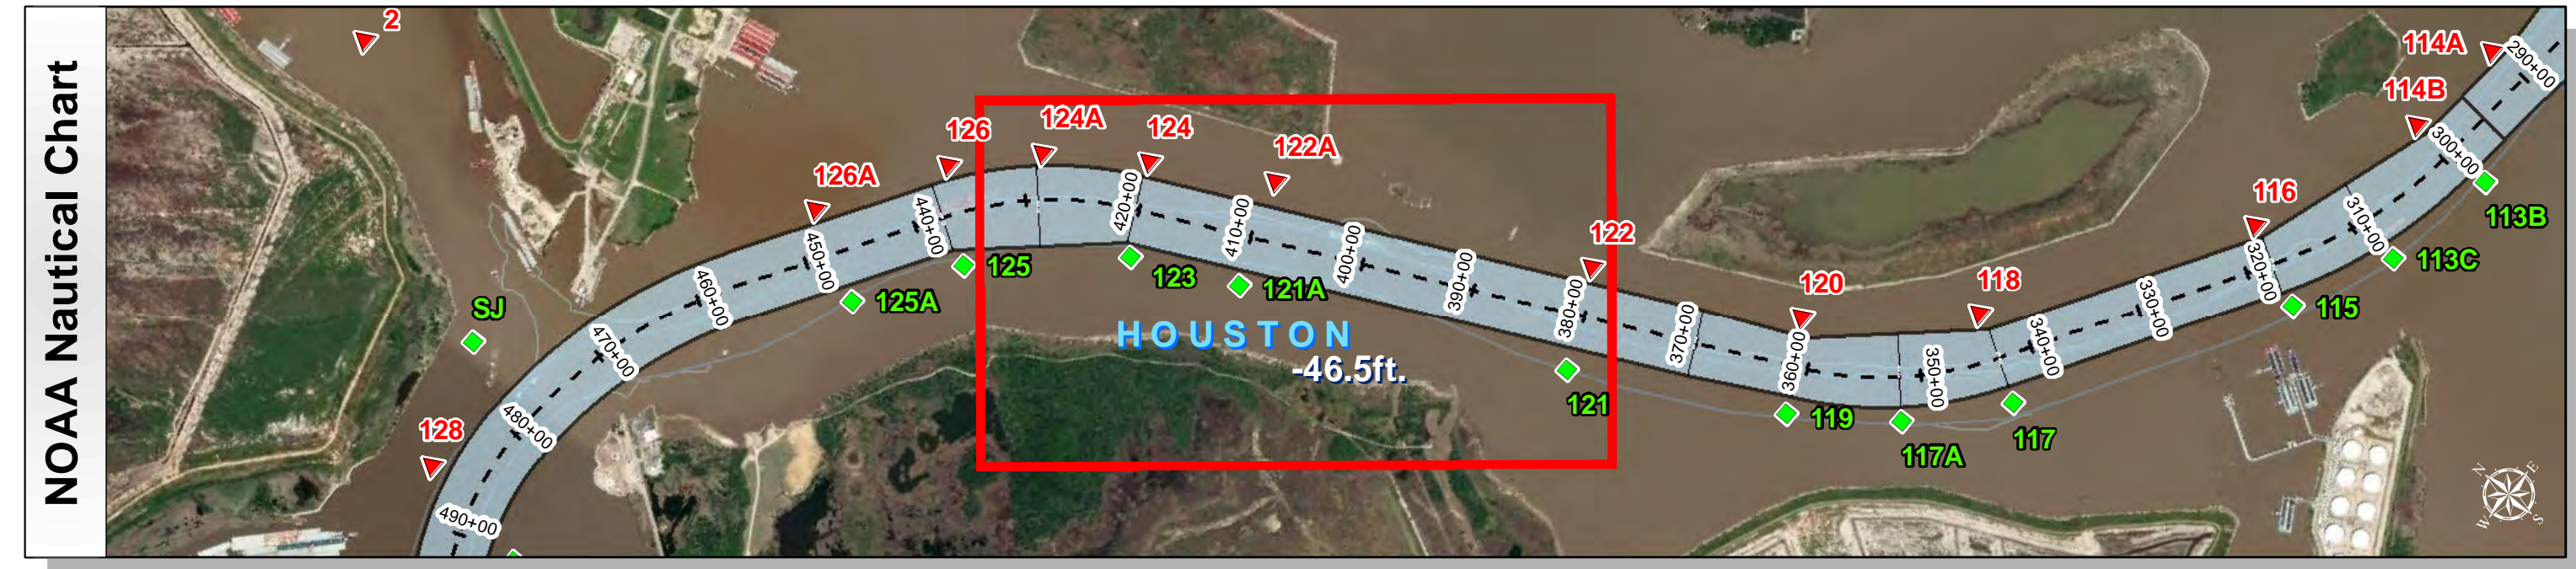 NOAA Nautical Chart
2
114A
290+00
114B
300+00
124A
126
124
122A
126A
116
113B
420+00
410+00
440+00
310+00
122
400+00
450+00
113C
125
320+00
123
121A
390+00
120
118
460+00
125A
SJ
380+00
330+00
115
HOUSTON
-46.5ft.
370+00
340+00
470+00
360+00
350+00
121
119
480+00
128
117
117A
490+00
N
E
W
S